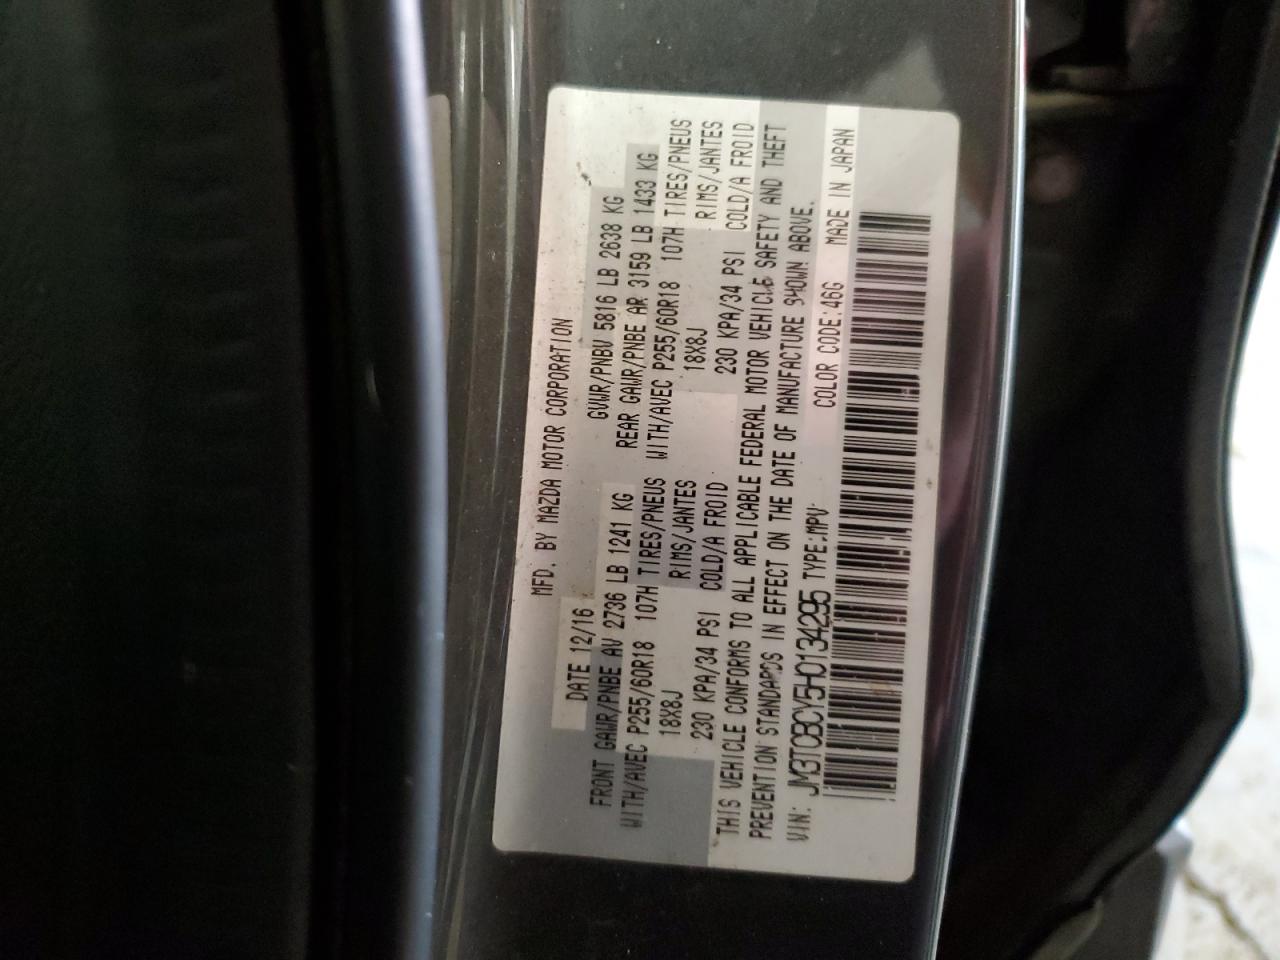 MFD. BY MAZDA MOTOR CORPORATION
DATE 12/16 GVWR/PNBV 5816 LB 2638 KG
FRONT GAWR/PNBE AV 2736 LB 1241 KG REAR GAWR/PNBE AR 3159 LB 1433 KG
WITH/AVEC P255/60R18 107H TIRES/PNEUS WITH/AVEC P255/60R18 107H TIRES/PNEUS
18X8J RIMS/JANTES 18X8J RIMS/JANTES
230 KPA/34 PSI COLD/A FROID 230 KPA/34 PSI COLD/A FROID
THIS VEHICLE CONFORMS TO ALL APPLICABLE FEDERAL MOTOR VEHICLE SAFETY AND THEFT
PREVENTION STANDARDS IN EFFECT ON THE DATE OF MANUFACTURE SHOWN ABOVE.
VIN: JM3TCBCY5H0134295 TYPE:MPV COLOR CODE:46G MADE IN JAPAN